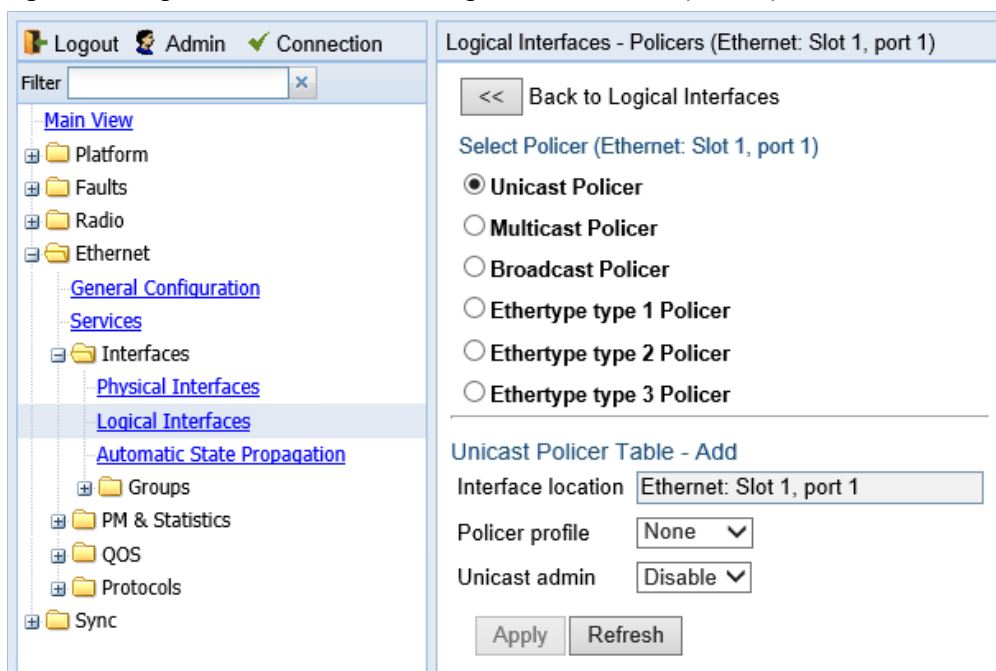 Logout Admin Connection
Filter
Main View
Platform
Faults
Radio
Ethernet
General Configuration
Services
Interfaces
Physical Interfaces
Logical Interfaces
Automatic State Propagation
Groups
PM & Statistics
QOS
Protocols
Sync
Logical Interfaces - Policers (Ethernet: Slot 1, port 1)
<< Back to Logical Interfaces
Select Policer (Ethernet: Slot 1, port 1)
Unicast Policer
Multicast Policer
Broadcast Policer
Ethertype type 1 Policer
Ethertype type 2 Policer
Ethertype type 3 Policer
Unicast Policer Table - Add
Interface location Ethernet: Slot 1, port 1
Policer profile None
Unicast admin Disable
Apply Refresh